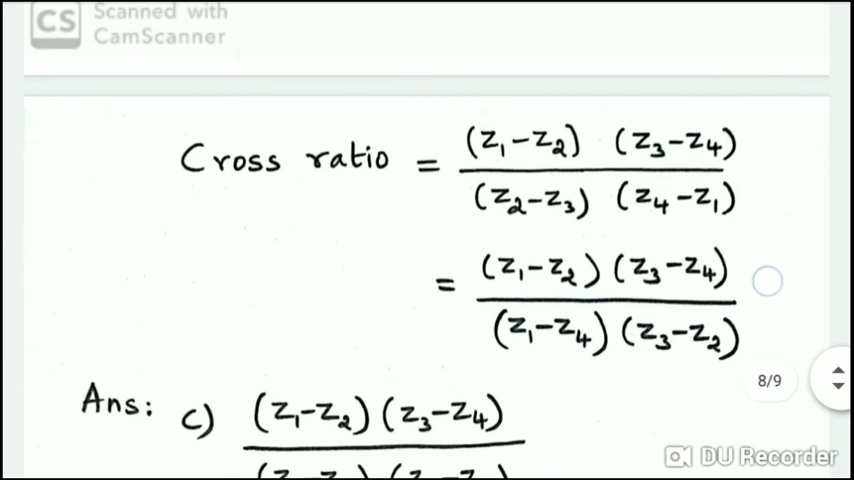 CS Scanned with
CamScanner
Cross ratio = (z₁-z₂) (z₃-z₄)
(z₂-z₃) (z₄-z₁)
= (z₁-z₂) (z₃-z₄)
(z₁-z₄) (z₃-z₂)
8/9
Ans: c) (z₁-z₂) (z₃-z₄)
DU Recorder